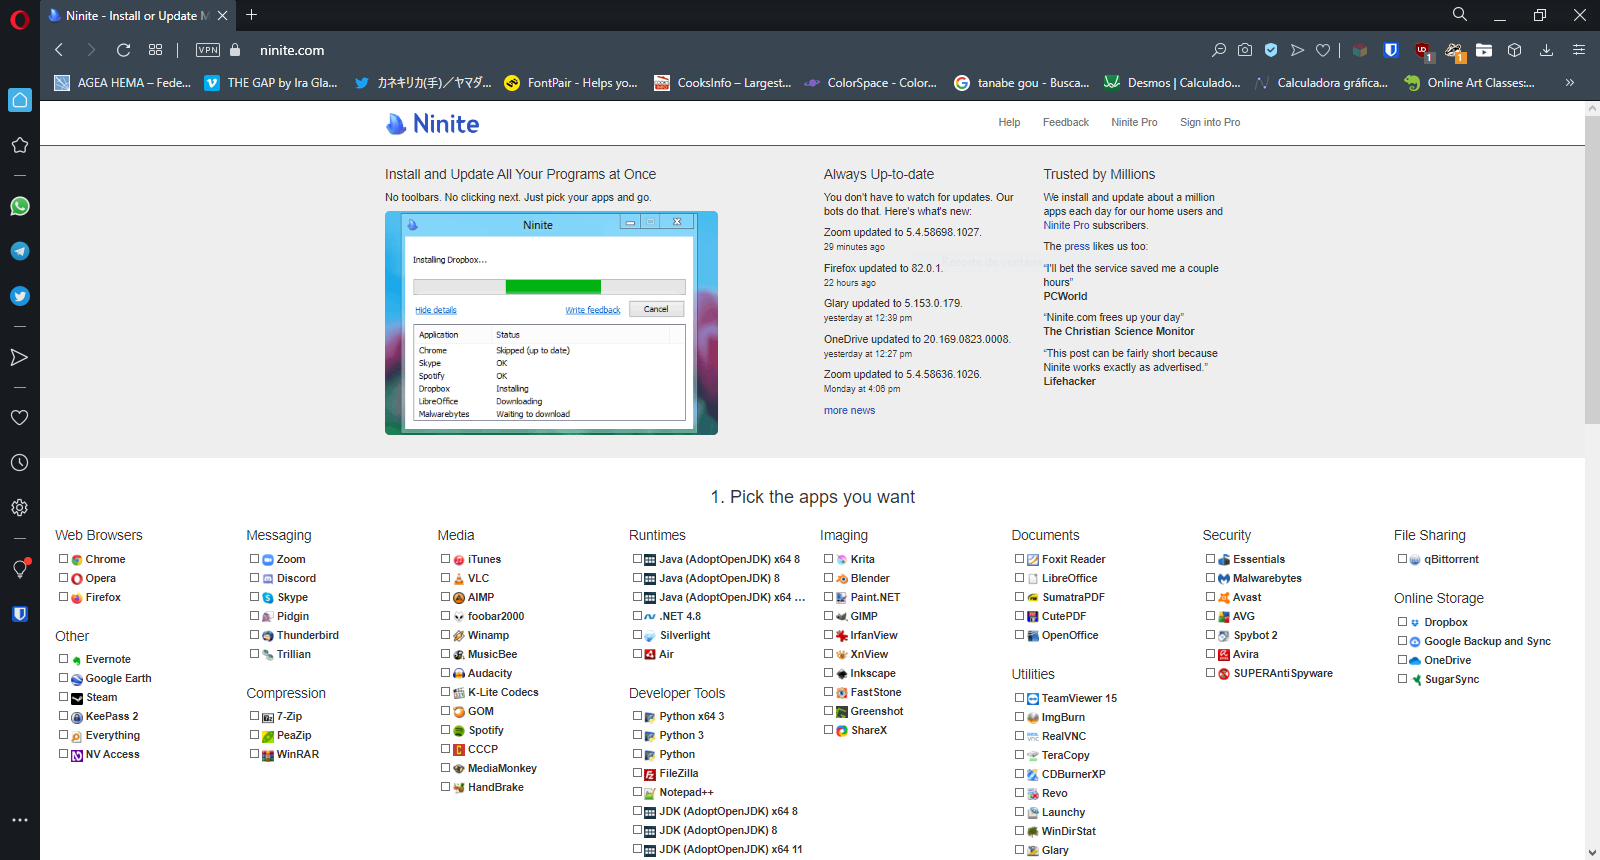 Ninite - Install or Update M
VPN
ninite.com
1
1
AGEA HEMA – Fede...
THE GAP by Ira Gla...
カネキリカ(手)／ヤマダ...
FontPair - Helps yo...
CooksInfo – Largest...
ColorSpace - Color...
tanabe gou - Busca...
Desmos | Calculado...
Calculadora gráfica...
Online Art Classes:...
Ninite
Help
Feedback
Ninite Pro
Sign into Pro
Install and Update All Your Programs at Once
No toolbars. No clicking next. Just pick your apps and go.
Ninite
Installing Dropbox...
Hide details
Write feedback
Cancel
Application Status
Chrome Skipped (up to date)
Skype OK
Spotify OK
Dropbox Installing
LibreOffice Downloading
Malwarebytes Waiting to download
Always Up-to-date
You don't have to watch for updates. Our
bots do that. Here's what's new:
Zoom updated to 5.4.58698.1027.
29 minutes ago
Firefox updated to 82.0.1.
22 hours ago
Glary updated to 5.153.0.179.
yesterday at 12:39 pm
OneDrive updated to 20.169.0823.0008.
yesterday at 12:27 pm
Zoom updated to 5.4.58636.1026.
Monday at 4:06 pm
more news
Trusted by Millions
We install and update about a million
apps each day for our home users and
Ninite Pro subscribers.
The press likes us too:
“I'll bet the service saved me a couple
hours”
PCWorld
“Ninite.com frees up your day”
The Christian Science Monitor
“This post can be fairly short because
Ninite works exactly as advertised.”
Lifehacker
1. Pick the apps you want
Web Browsers
Chrome
Opera
Firefox
Other
Evernote
Google Earth
Steam
KeePass 2
Everything
NV Access
Messaging
Zoom
Discord
Skype
Pidgin
Thunderbird
Trillian
Compression
7-Zip
PeaZip
WinRAR
Media
iTunes
VLC
AIMP
foobar2000
Winamp
MusicBee
Audacity
K-Lite Codecs
GOM
Spotify
CCCP
MediaMonkey
HandBrake
Runtimes
Java (AdoptOpenJDK) x64 8
Java (AdoptOpenJDK) 8
Java (AdoptOpenJDK) x64 ...
.NET 4.8
Silverlight
Air
Developer Tools
Python x64 3
Python 3
Python
FileZilla
Notepad++
JDK (AdoptOpenJDK) x64 8
JDK (AdoptOpenJDK) 8
JDK (AdoptOpenJDK) x64 11
Imaging
Krita
Blender
Paint.NET
GIMP
IrfanView
XnView
Inkscape
FastStone
Greenshot
ShareX
Documents
Foxit Reader
LibreOffice
SumatraPDF
CutePDF
OpenOffice
Utilities
TeamViewer 15
ImgBurn
RealVNC
TeraCopy
CDBurnerXP
Revo
Launchy
WinDirStat
Glary
Security
Essentials
Malwarebytes
Avast
AVG
Spybot 2
Avira
SUPERAntiSpyware
File Sharing
qBittorrent
Online Storage
Dropbox
Google Backup and Sync
OneDrive
SugarSync